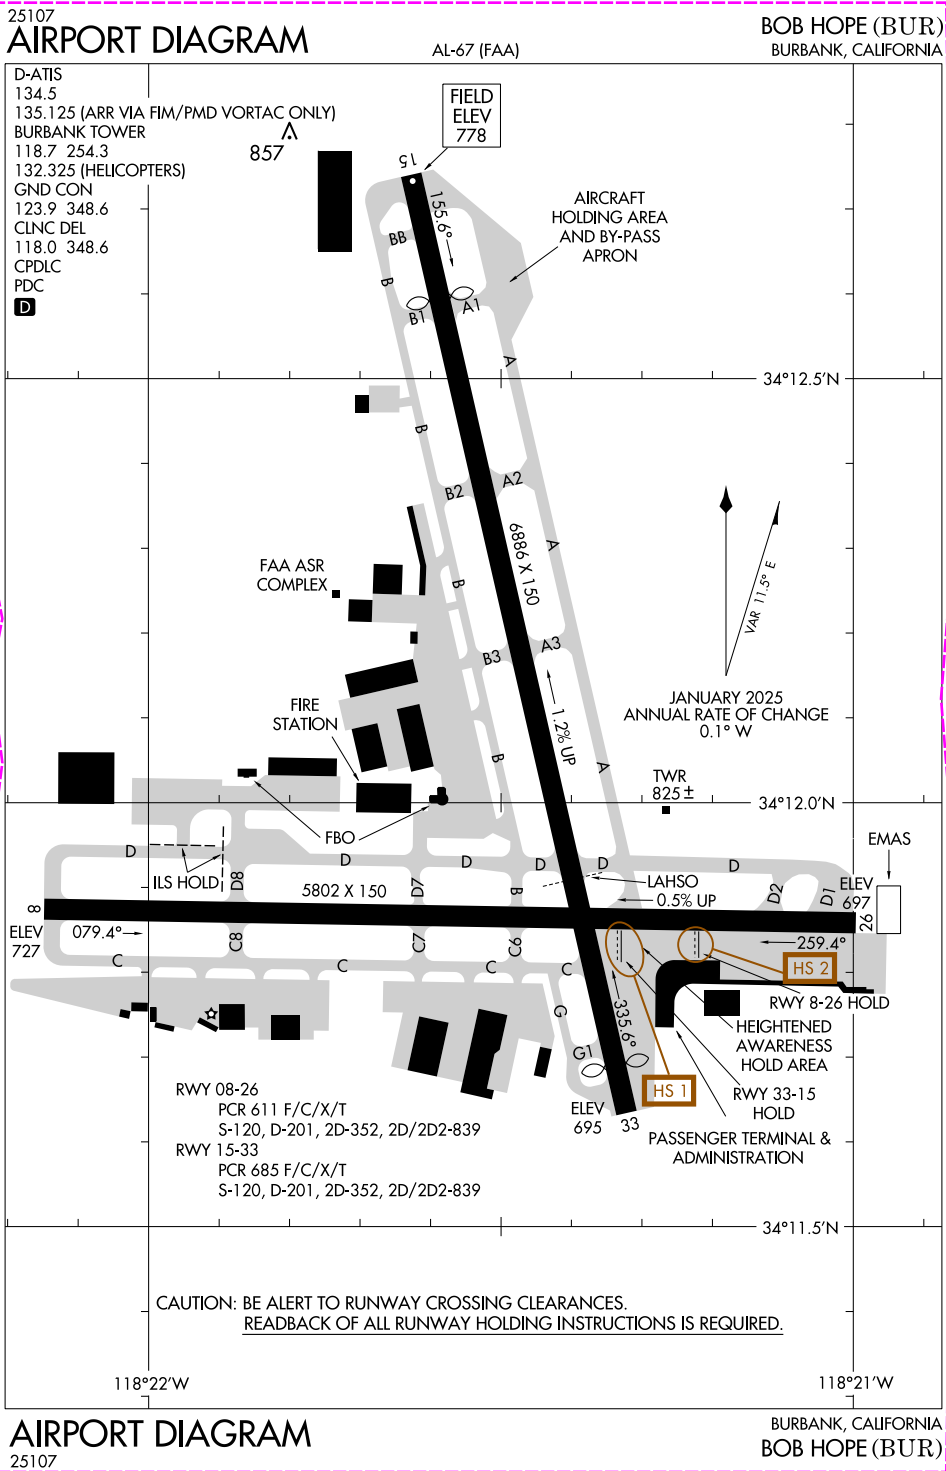 25107
AIRPORT DIAGRAM
AL-67 (FAA)
BOB HOPE (BUR)
BURBANK, CALIFORNIA
D-ATIS
134.5
135.125 (ARR VIA FIM/PMD VORTAC ONLY)
BURBANK TOWER
118.7 254.3
132.325 (HELICOPTERS)
GND CON
123.9 348.6
CLNC DEL
118.0 348.6
CPDLC
PDC
D
857
FIELD
ELEV
778
15
155.6°
AIRCRAFT
HOLDING AREA
AND BY-PASS
APRON
BB
B
B1
A1
A
34°12.5'N
B
B2
A2
6886 X 150
A
FAA ASR
COMPLEX
B
VAR 11.5° E
B3
A3
JANUARY 2025
ANNUAL RATE OF CHANGE
0.1° W
FIRE
STATION
1.2% UP
B
A
TWR
825 ±
34°12.0'N
FBO
EMAS
D
D
D
D
D
D
ILS HOLD
D8
5802 X 150
D7
B
LAHSO
0.5% UP
D2
D1
ELEV
697
8
26
ELEV
727
079.4°
C8
C7
C6
259.4°
C
C
C
C
HS 2
RWY 8-26 HOLD
G
335.6°
HEIGHTENED
AWARENESS
HOLD AREA
G1
HS 1
RWY 33-15
HOLD
ELEV
695
33
PASSENGER TERMINAL &
ADMINISTRATION
RWY 08-26
PCR 611 F/C/X/T
S-120, D-201, 2D-352, 2D/2D2-839
RWY 15-33
PCR 685 F/C/X/T
S-120, D-201, 2D-352, 2D/2D2-839
34°11.5'N
CAUTION: BE ALERT TO RUNWAY CROSSING CLEARANCES.
READBACK OF ALL RUNWAY HOLDING INSTRUCTIONS IS REQUIRED.
118°22'W
118°21'W
AIRPORT DIAGRAM
25107
BURBANK, CALIFORNIA
BOB HOPE (BUR)